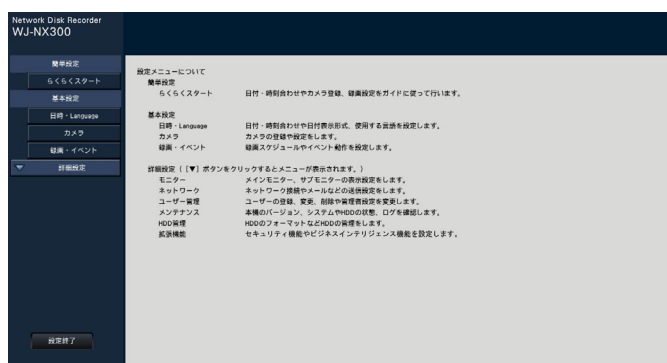 Network Disk Recorder
WJ-NX300
簡単設定
らくらくスタート
基本設定
日時・Language
カメラ
録画・イベント
▼ 詳細設定
設定終了
設定メニューについて
簡単設定
らくらくスタート 日付・時刻合わせやカメラ登録、録画設定をガイドに従って行います。
基本設定
日時・Language 日付・時刻合わせや日付表示形式、使用する言語を設定します。
カメラ カメラの登録や設定をします。
録画・イベント 録画スケジュールやイベント動作を設定します。
詳細設定（［▼］ボタンをクリックするとメニューが表示されます。）
モニター メインモニター、サブモニターの表示設定をします。
ネットワーク ネットワーク接続やメールなどの送信設定をします。
ユーザー管理 ユーザーの登録、変更、削除や管理者設定を変更します。
メンテナンス 本機のバージョン、システムやHDDの状態、ログを確認します。
HDD管理 HDDのフォーマットなどHDDの管理をします。
拡張機能 セキュリティ機能やビジネスインテリジェンス機能を設定します。